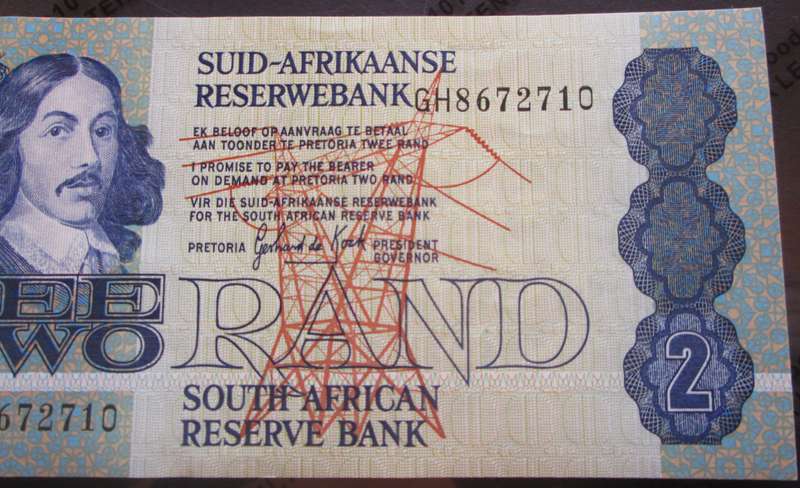 SUID-AFRIKAANSE
RESERWEBANK GH8672710
EK BELOOF OP AANVRAAG TE BETAAL
AAN TOONDER TE PRETORIA TWEE RAND
I PROMISE TO PAY THE BEARER
ON DEMAND AT PRETORIA TWO RAND
VIR DIE SUID-AFRIKAANSE RESERWEBANK
FOR THE SOUTH AFRICAN RESERVE BANK
PRETORIA Gerhard de Kock PRESIDENT
GOVERNOR
EE
WO RAND
2
672710
SOUTH AFRICAN
RESERVE BANK